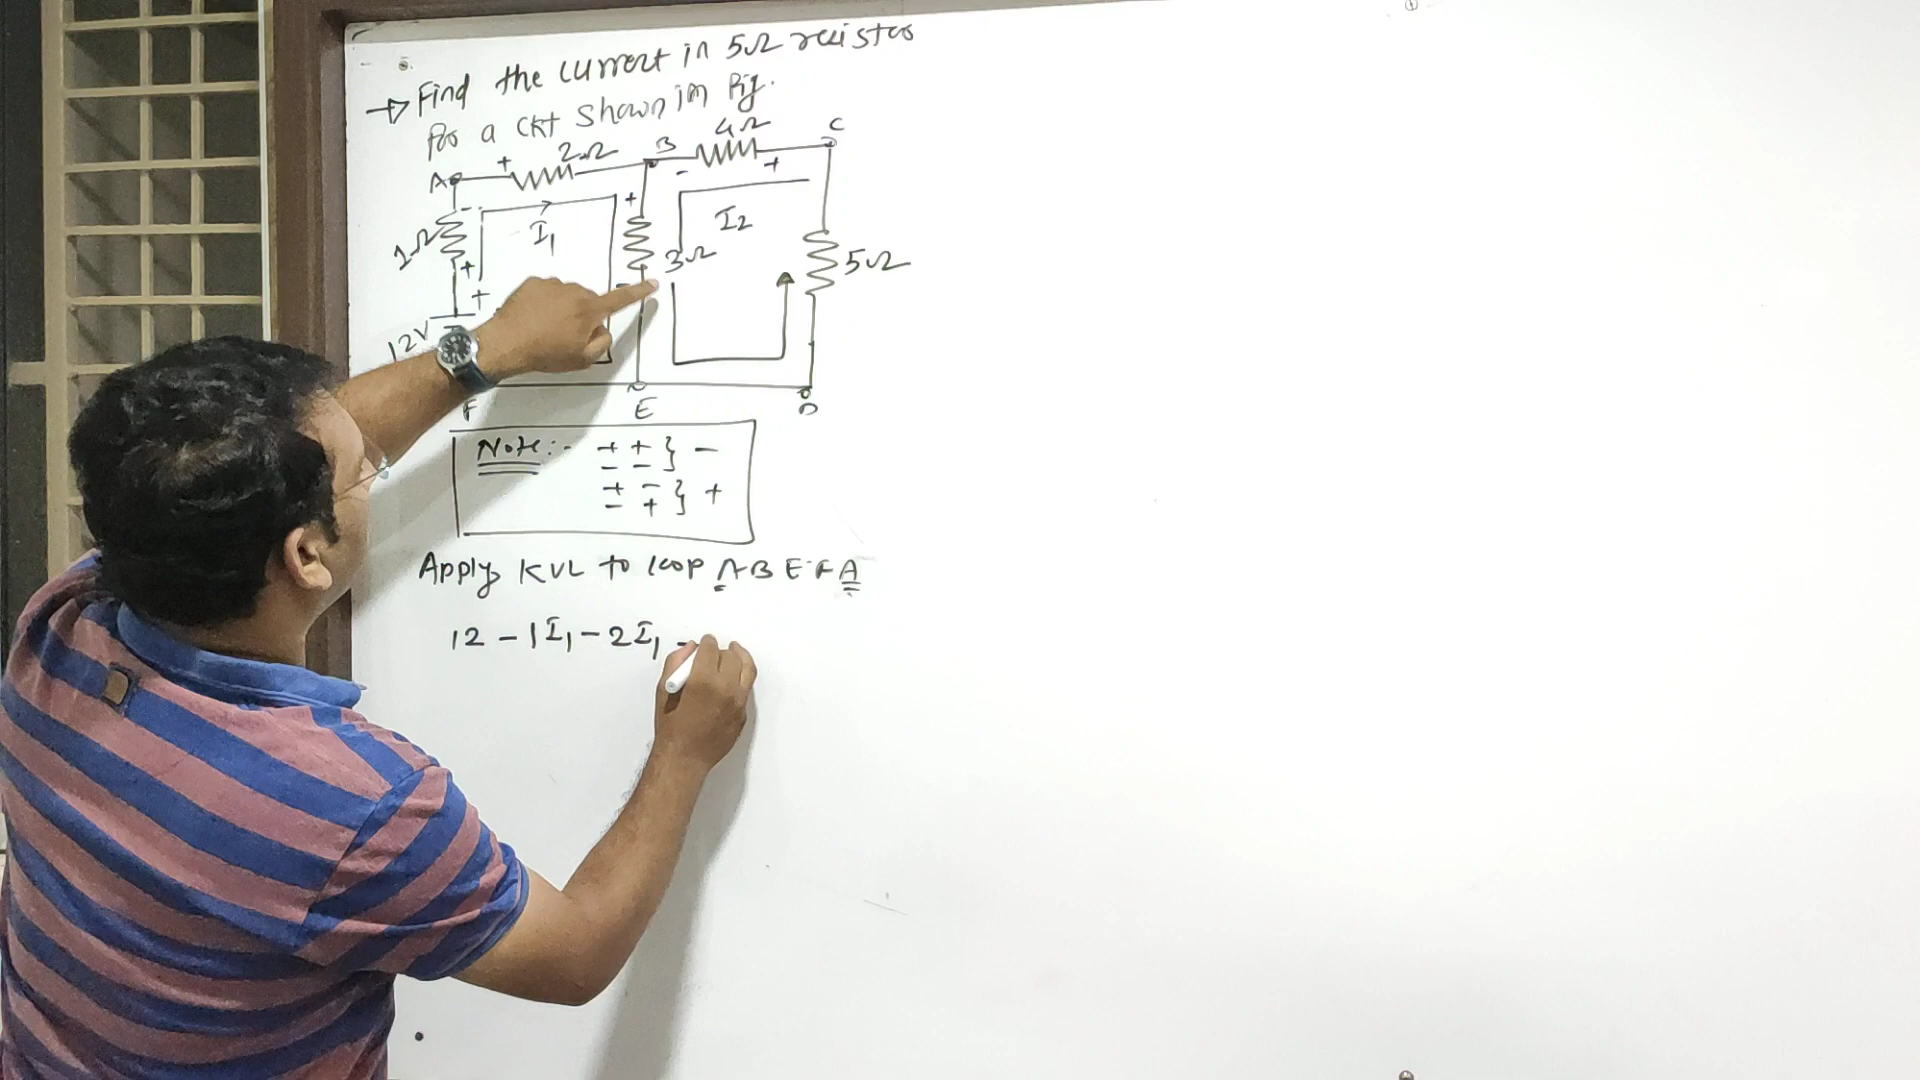 → Find the current in 5Ω resistor
for a ckt shown in fig.
A + 2Ω B 4Ω C
- +
1Ω - + I1 + 3Ω I2 5Ω
+
12V
F E D
Note:- + + } -
- -
+ - } +
- +
Apply KVL to loop A B E F A
12 - 1I1 - 2I1 -